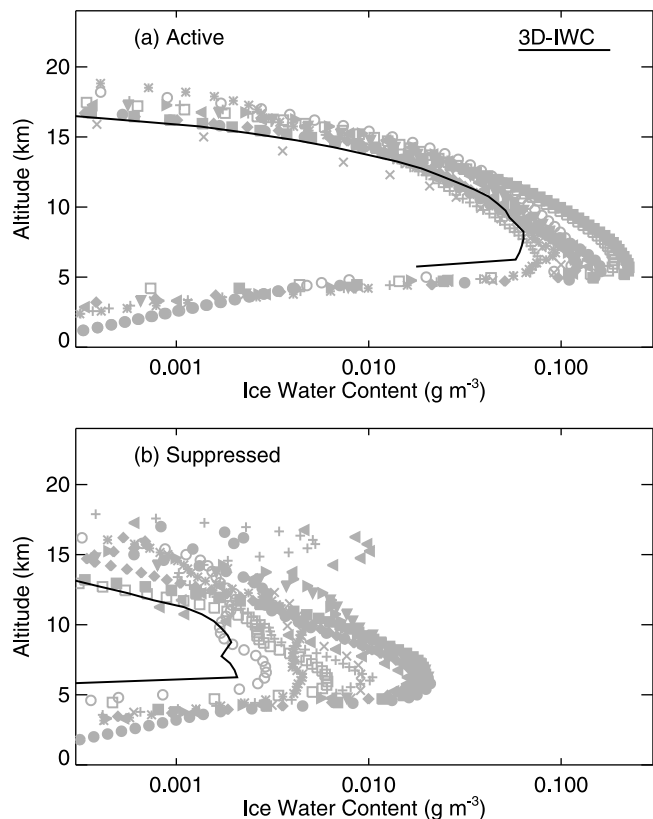 (a) Active
3D-IWC
20
15
10
5
0
Altitude (km)
0.001 0.010 0.100
Ice Water Content (g m⁻³)
(b) Suppressed
20
15
10
5
0
Altitude (km)
0.001 0.010 0.100
Ice Water Content (g m⁻³)